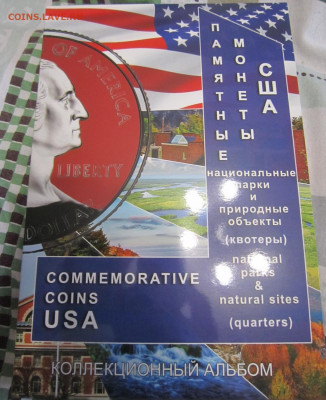 COINS.LAVE
OF AMERICA
LIBERTY
DOLLAR
ПАМЯТНЫЕ
МОНЕТЫ
США
национальные
парки
и
природные
объекты
(квотеры)
national
parks
&
natural sites
(quarters)
COMMEMORATIVE
COINS
USA
КОЛЛЕКЦИОННЫЙ АЛЬБОМ